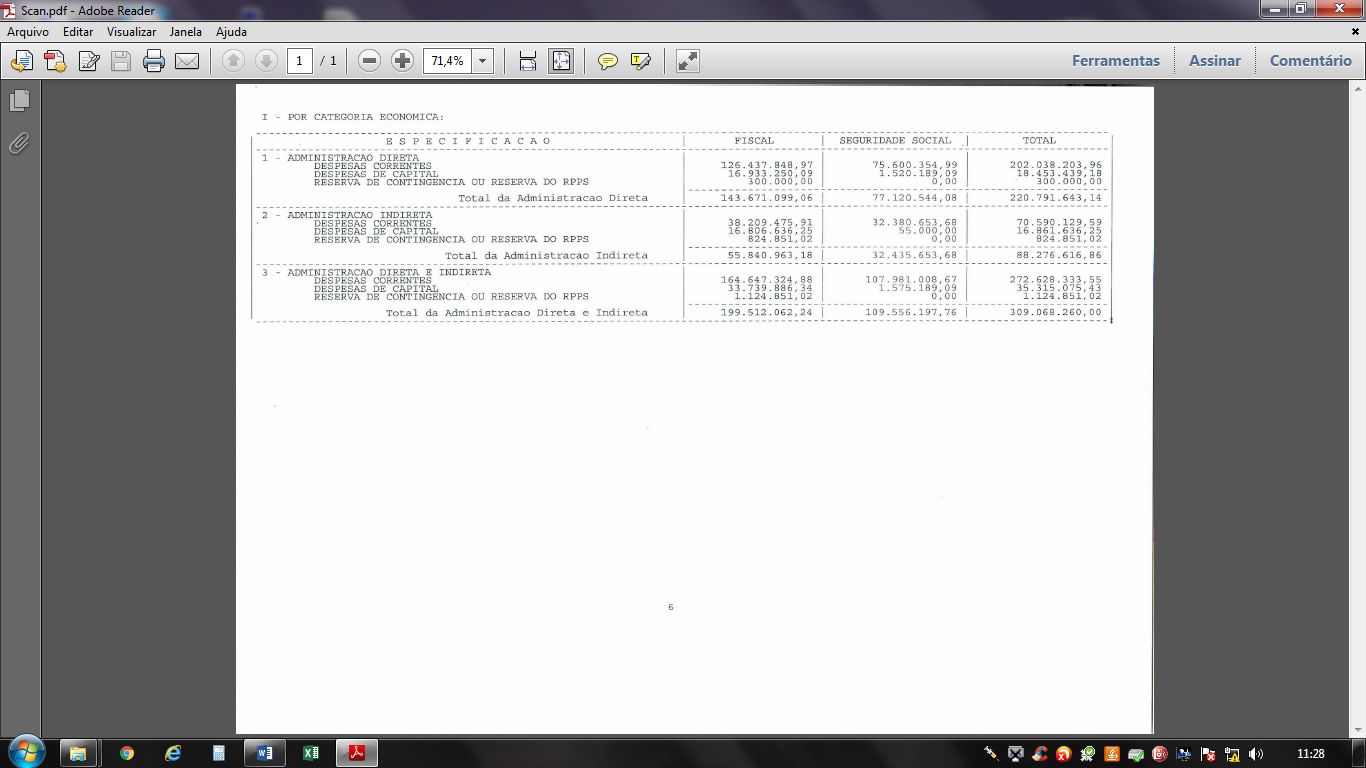 Scan.pdf - Adobe Reader
Arquivo Editar Visualizar Janela Ajuda
1 / 1 71,4% Ferramentas Assinar Comentário
I - POR CATEGORIA ECONOMICA:
E S P E C I F I C A C A O FISCAL SEGURIDADE SOCIAL TOTAL
1 - ADMINISTRACAO DIRETA
DESPESAS CORRENTES 126.437.848,97 75.600.354,99 202.038.203,96
DESPESAS DE CAPITAL 16.933.250,09 1.520.189,09 18.453.439,18
RESERVA DE CONTINGENCIA OU RESERVA DO RPPS 300.000,00 0,00 300.000,00
Total da Administracao Direta 143.671.099,06 77.120.544,08 220.791.643,14
2 - ADMINISTRACAO INDIRETA
DESPESAS CORRENTES 38.209.475,91 32.380.653,68 70.590.129,59
DESPESAS DE CAPITAL 16.806.636,25 55.000,00 16.861.636,25
RESERVA DE CONTINGENCIA OU RESERVA DO RPPS 824.851,02 0,00 824.851,02
Total da Administracao Indireta 55.840.963,18 32.435.653,68 88.276.616,86
3 - ADMINISTRACAO DIRETA E INDIRETA
DESPESAS CORRENTES 164.647.324,88 107.981.008,67 272.628.333,55
DESPESAS DE CAPITAL 33.739.886,34 1.575.189,09 35.315.075,43
RESERVA DE CONTINGENCIA OU RESERVA DO RPPS 1.124.851,02 0,00 1.124.851,02
Total da Administracao Direta e Indireta 199.512.062,24 109.556.197,76 309.068.260,00
6
11:28